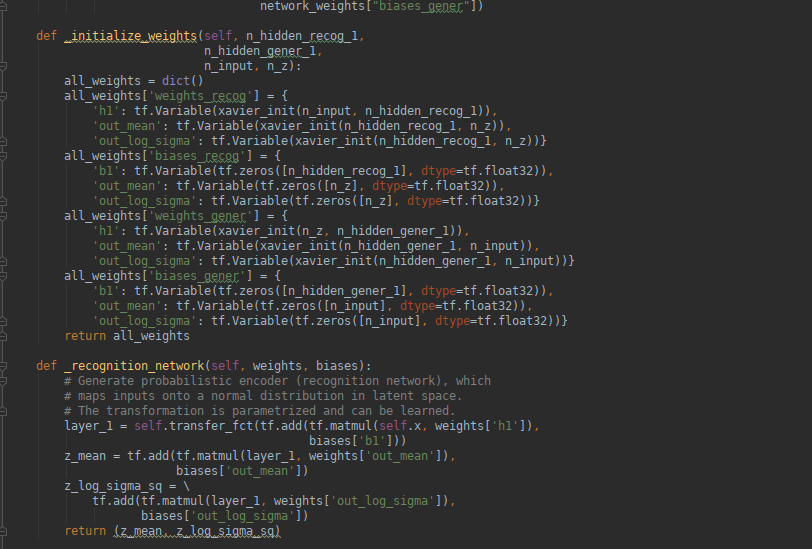 network_weights["biases_gener"])
def _initialize_weights(self, n_hidden_recog_1,
n_hidden_gener_1,
n_input, n_z):
all_weights = dict()
all_weights['weights_recog'] = {
'h1': tf.Variable(xavier_init(n_input, n_hidden_recog_1)),
'out_mean': tf.Variable(xavier_init(n_hidden_recog_1, n_z)),
'out_log_sigma': tf.Variable(xavier_init(n_hidden_recog_1, n_z))}
all_weights['biases_recog'] = {
'b1': tf.Variable(tf.zeros([n_hidden_recog_1], dtype=tf.float32)),
'out_mean': tf.Variable(tf.zeros([n_z], dtype=tf.float32)),
'out_log_sigma': tf.Variable(tf.zeros([n_z], dtype=tf.float32))}
all_weights['weights_gener'] = {
'h1': tf.Variable(xavier_init(n_z, n_hidden_gener_1)),
'out_mean': tf.Variable(xavier_init(n_hidden_gener_1, n_input)),
'out_log_sigma': tf.Variable(xavier_init(n_hidden_gener_1, n_input))}
all_weights['biases_gener'] = {
'b1': tf.Variable(tf.zeros([n_hidden_gener_1], dtype=tf.float32)),
'out_mean': tf.Variable(tf.zeros([n_input], dtype=tf.float32)),
'out_log_sigma': tf.Variable(tf.zeros([n_input], dtype=tf.float32))}
return all_weights
def _recognition_network(self, weights, biases):
# Generate probabilistic encoder (recognition network), which
# maps inputs onto a normal distribution in latent space.
# The transformation is parametrized and can be learned.
layer_1 = self.transfer_fct(tf.add(tf.matmul(self.x, weights['h1']),
biases['b1']))
z_mean = tf.add(tf.matmul(layer_1, weights['out_mean']),
biases['out_mean'])
z_log_sigma_sq = \
tf.add(tf.matmul(layer_1, weights['out_log_sigma']),
biases['out_log_sigma'])
return (z_mean, z_log_sigma_sq)